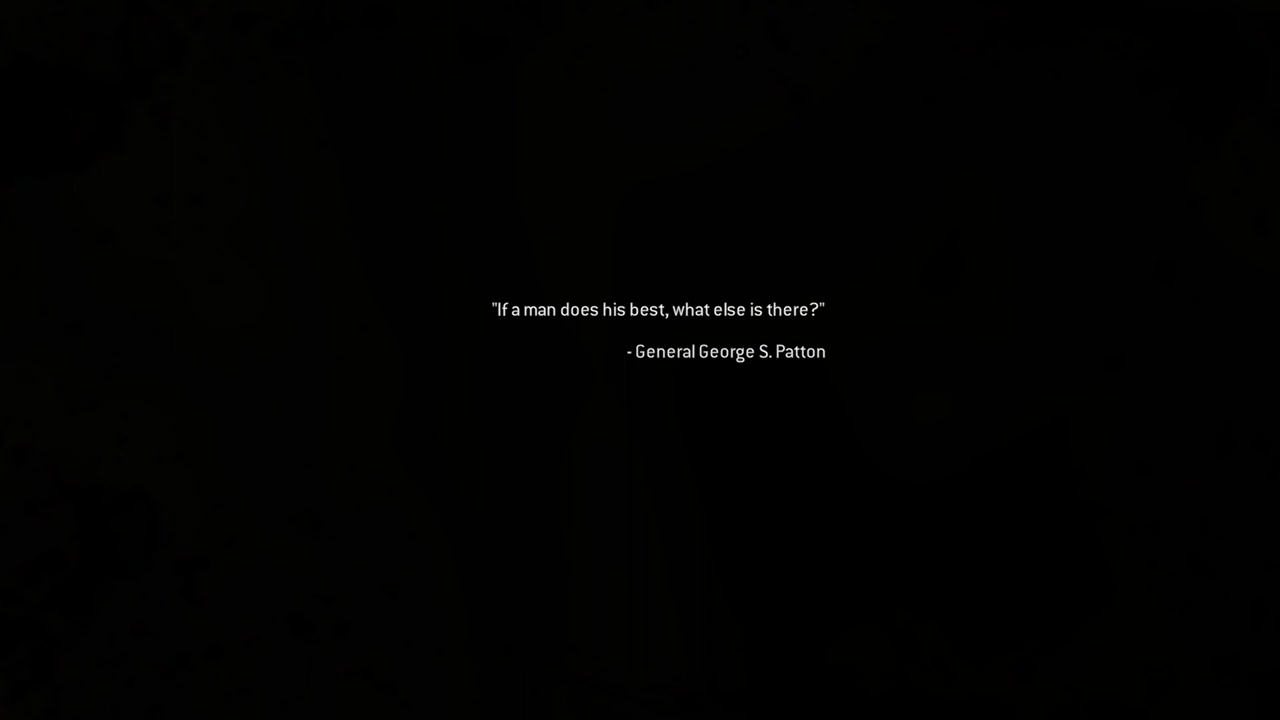 "If a man does his best, what else is there?"
- General George S. Patton